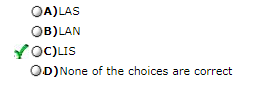 A)LAS
B)LAN
C)LIS
D)None of the choices are correct